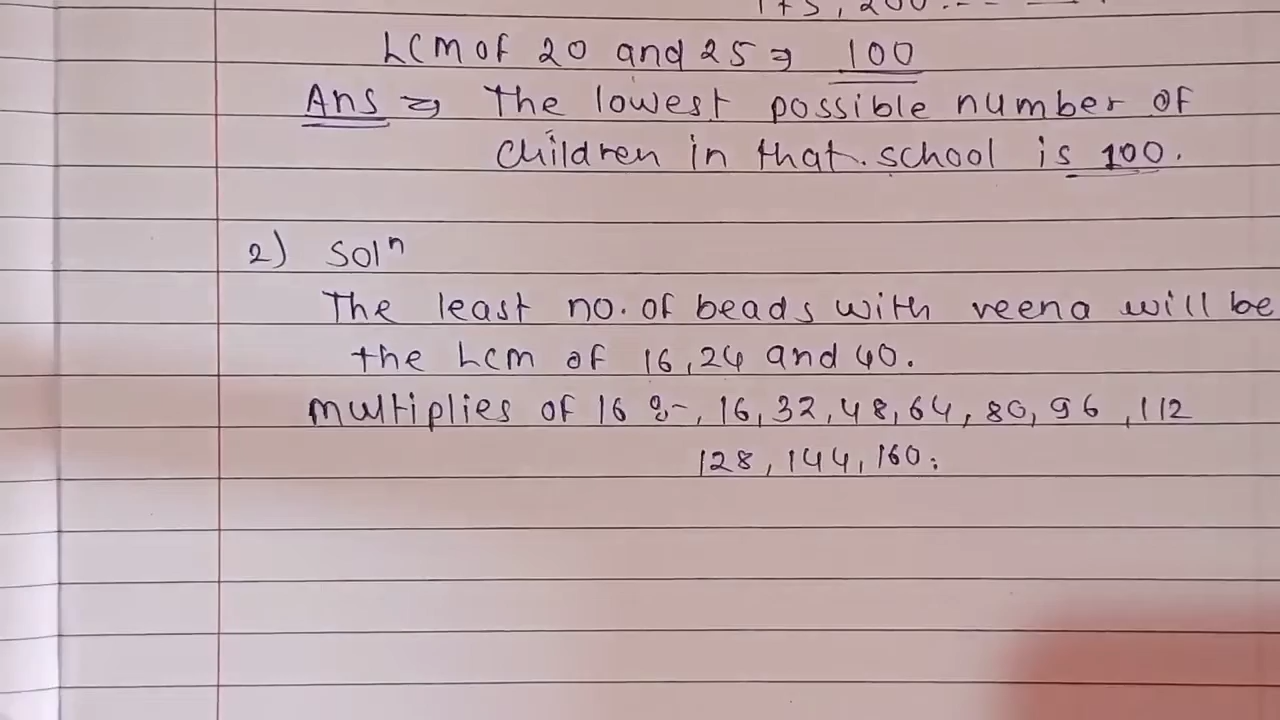 175, 200.---
LCM of 20 and 25 ⇒ 100
Ans ⇒ The lowest possible number of
children in that school is 100.
2) Solⁿ
The least no. of beads with veena will be
the LCM of 16, 24 and 40.
multiplies of 16 :-, 16, 32, 48, 64, 80, 96, 112
128, 144, 160.